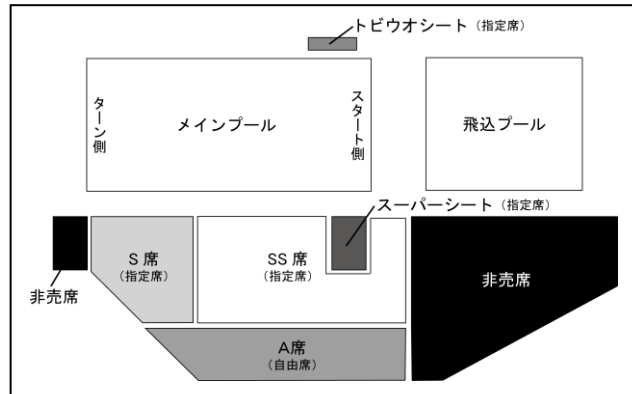 トビウオシート（指定席）
メインプール
ターン側
スタート側
飛込プール
スーパーシート（指定席）
S 席
（指定席）
SS 席
（指定席）
非売席
非売席
A席
（自由席）